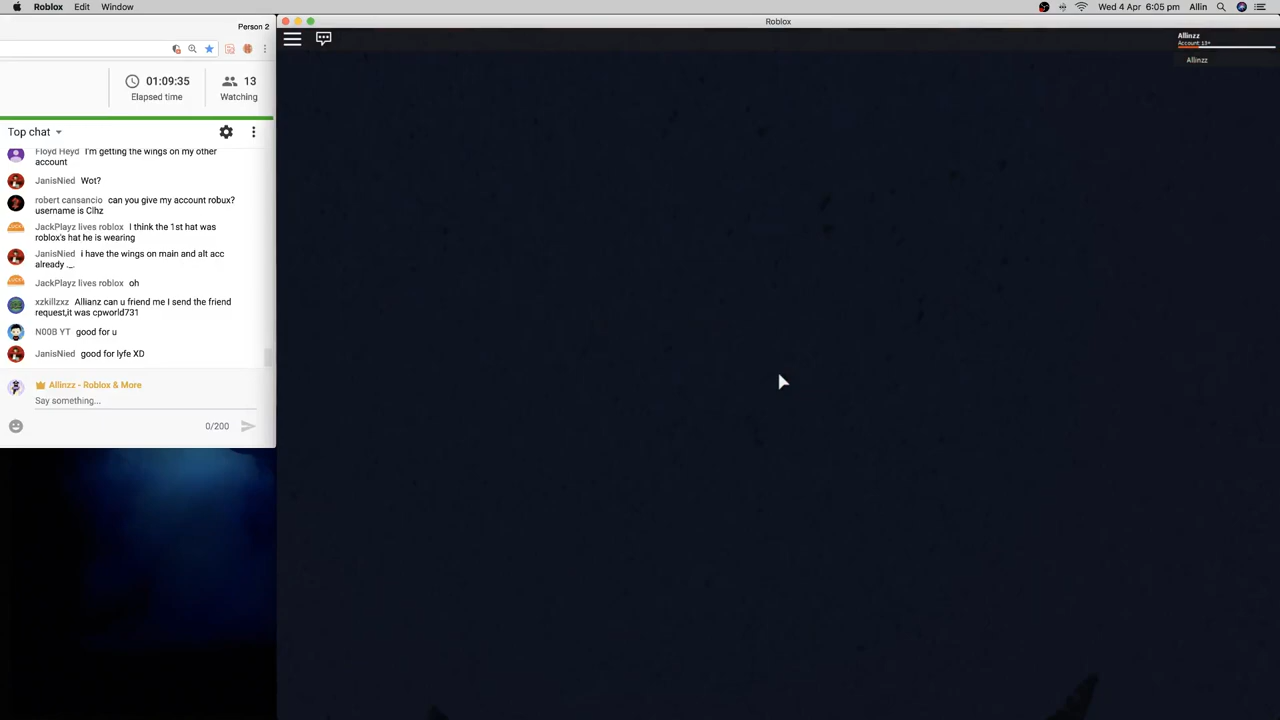 Roblox Edit Window
Wed 4 Apr 6:05 pm Allin
Person 2
Roblox
Allinzz
Account: 13+
Allinzz
01:09:35
Elapsed time
13
Watching
Top chat
Floyd Heyd I'm getting the wings on my other
account
JanisNied Wot?
robert cansancio can you give my account robux?
username is Clhz
JackPlayz lives roblox I think the 1st hat was
roblox's hat he is wearing
JanisNied i have the wings on main and alt acc
already ._.
JackPlayz lives roblox oh
xzkillzxz Allianz can u friend me I send the friend
request,it was cpworld731
N00B YT good for u
JanisNied good for lyfe XD
Allinzz - Roblox & More
Say something...
0/200